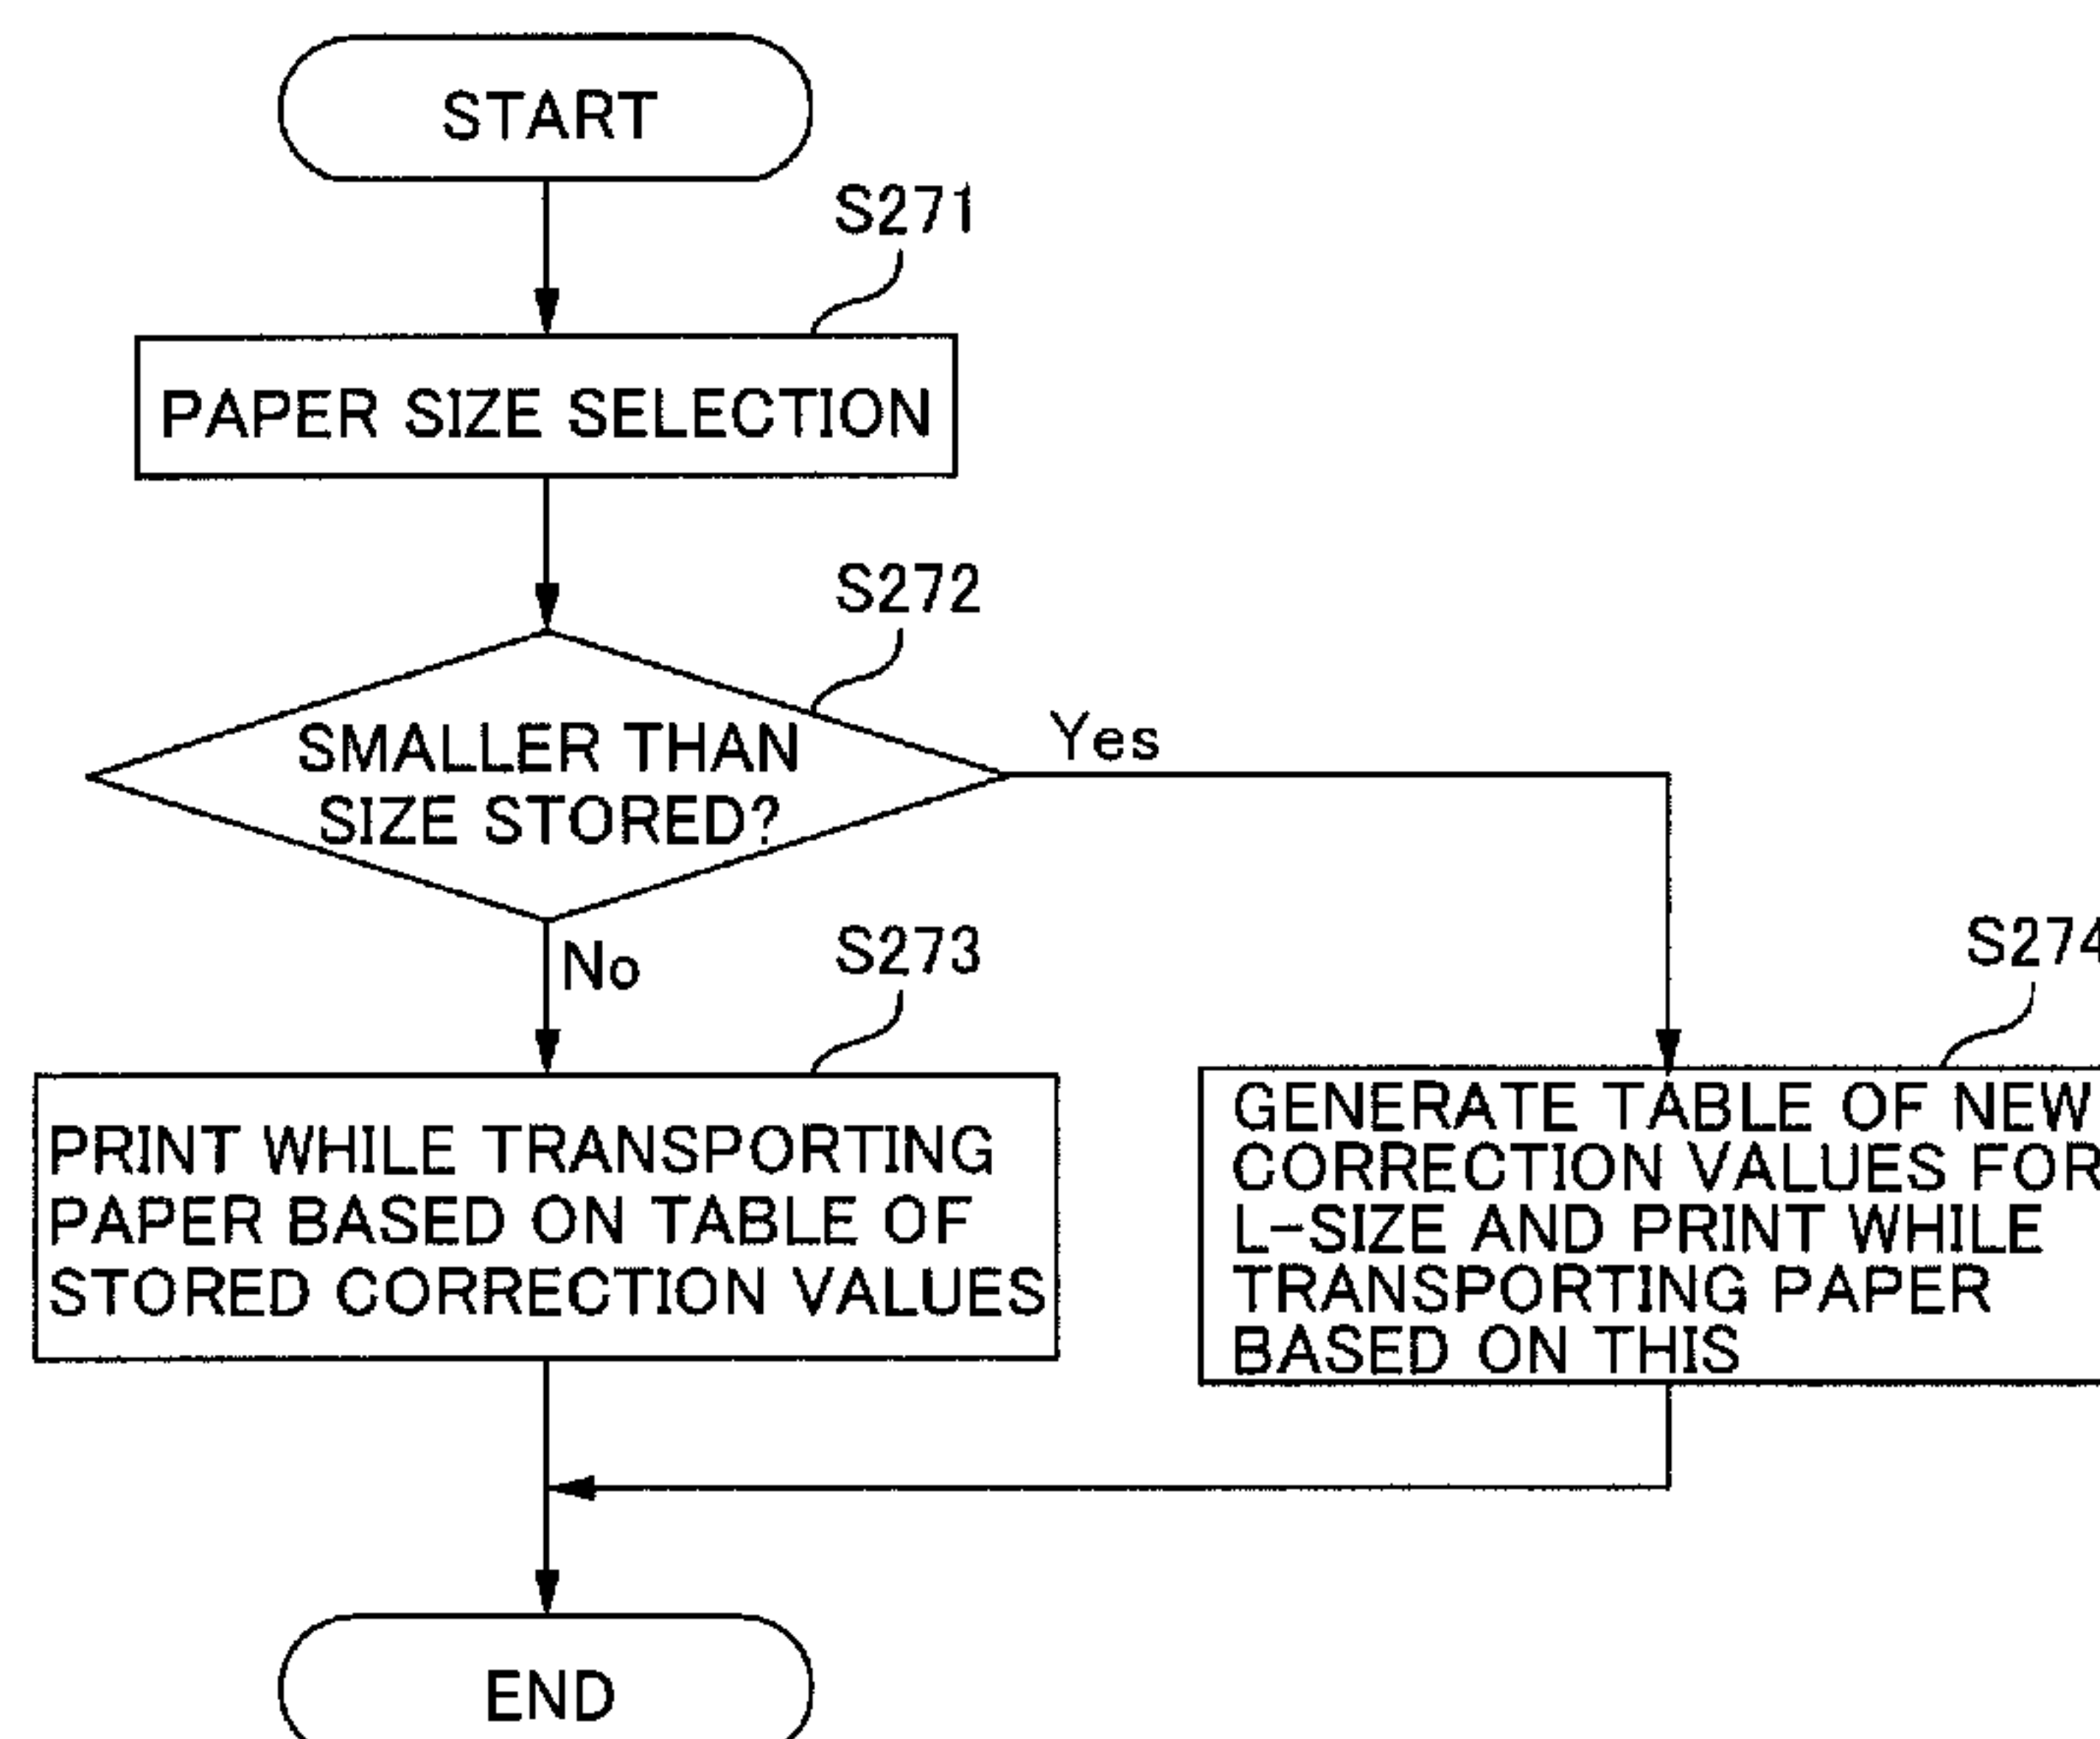 START
S271
PAPER SIZE SELECTION
S272
SMALLER THAN
SIZE STORED?
Yes
No
S273
PRINT WHILE TRANSPORTING
PAPER BASED ON TABLE OF
STORED CORRECTION VALUES
S274
GENERATE TABLE OF NEW
CORRECTION VALUES FOR
L-SIZE AND PRINT WHILE
TRANSPORTING PAPER
BASED ON THIS
END